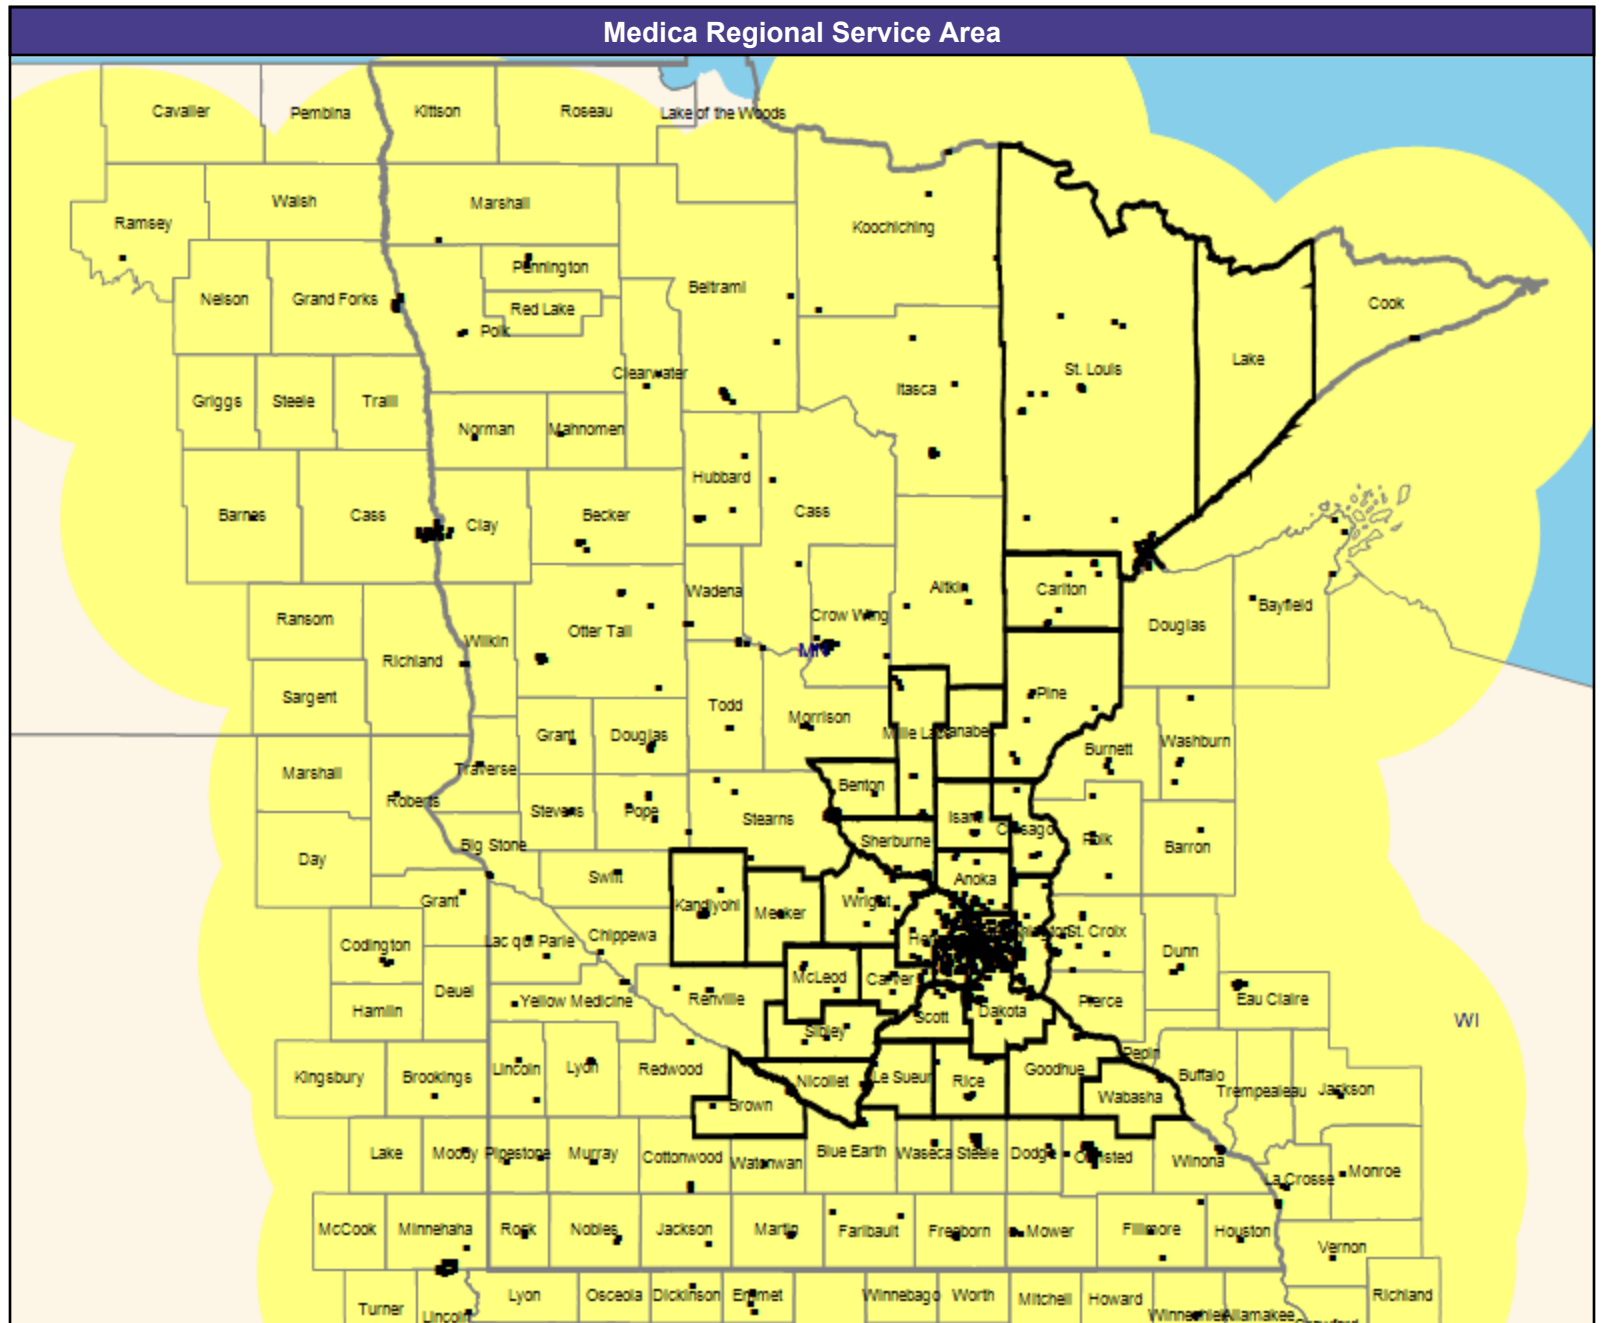 Medica Regional Service Area
Cavalier
Pembina
Kittson
Roseau
Lake of the Woods
Walsh
Marshall
Ramsey
Koochiching
Pennington
Nelson
Grand Forks
Beltrami
Red Lake
Cook
Polk
Lake
St. Louis
Clearwater
Itasca
Griggs
Steele
Traill
Norman
Mahnomen
Hubbard
Barnes
Cass
Clay
Becker
Cass
Wadena
Aitkin
Carlton
Bayfield
Ransom
Crow Wing
Otter Tail
Wilkin
Douglas
MN
Richland
Sargent
Pine
Todd
Morrison
Grant
Douglas
Mille Lacs
Kanabec
Washburn
Burnett
Marshall
Traverse
Benton
Roberts
Stevens
Pope
Stearns
Isanti
Chisago
Polk
Sherburne
Big Stone
Barron
Day
Swift
Anoka
Grant
Kandiyohi
Meeker
Wright
Codington
Lac qui Parle
Chippewa
St. Croix
Dunn
McLeod
Carver
Deuel
Yellow Medicine
Renville
Pierce
Eau Claire
Hamlin
Scott
Dakota
WI
Sibley
Pepin
Kingsbury
Brookings
Lincoln
Lyon
Redwood
Nicollet
Le Sueur
Rice
Goodhue
Buffalo
Trempealeau
Jackson
Wabasha
Brown
Lake
Moody
Pipestone
Murray
Cottonwood
Watonwan
Blue Earth
Waseca
Steele
Dodge
Olmsted
Winona
La Crosse
Monroe
McCook
Minnehaha
Rock
Nobles
Jackson
Martin
Faribault
Freeborn
Mower
Fillmore
Houston
Vernon
Turner
Lincoln
Lyon
Osceola
Dickinson
Emmet
Winnebago
Worth
Mitchell
Howard
Winneshiek
Allamakee
Crawford
Richland